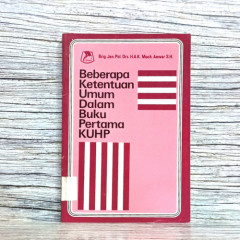 Brig. Jen. Pol. Drs. H.A.K. Moch Anwar S.H.
Beberapa
Ketentuan
Umum
Dalam
Buku
Pertama
KUHP